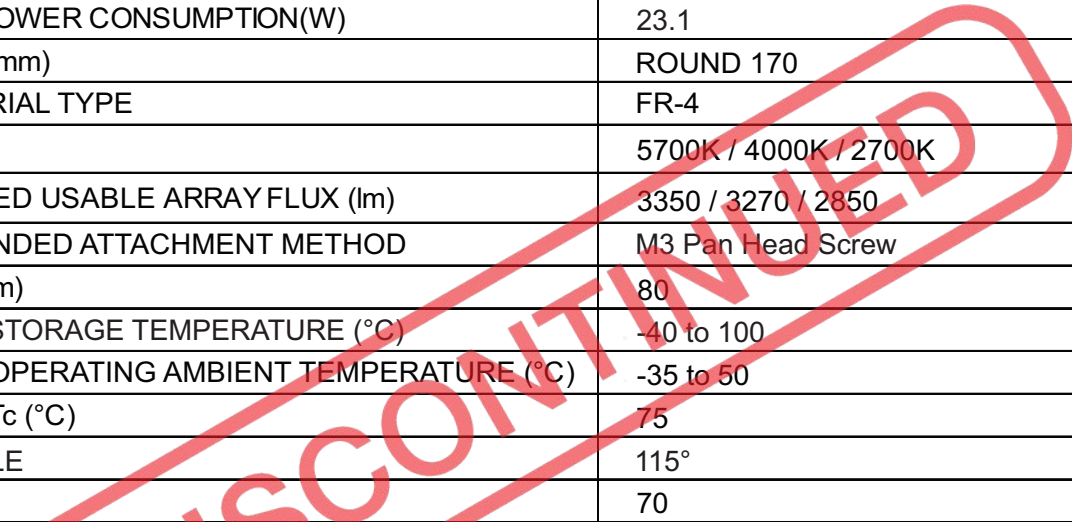 OWER CONSUMPTION(W) 23.1
mm) ROUND 170
RIAL TYPE FR-4
5700K / 4000K / 2700K
ED USABLE ARRAY FLUX (lm) 3350 / 3270 / 2850
NDED ATTACHMENT METHOD M3 Pan Head Screw
m) 80
STORAGE TEMPERATURE (°C) -40 to 100
OPERATING AMBIENT TEMPERATURE (°C) -35 to 50
Tc (°C) 75
LE 115°
70
ISCONTINUED